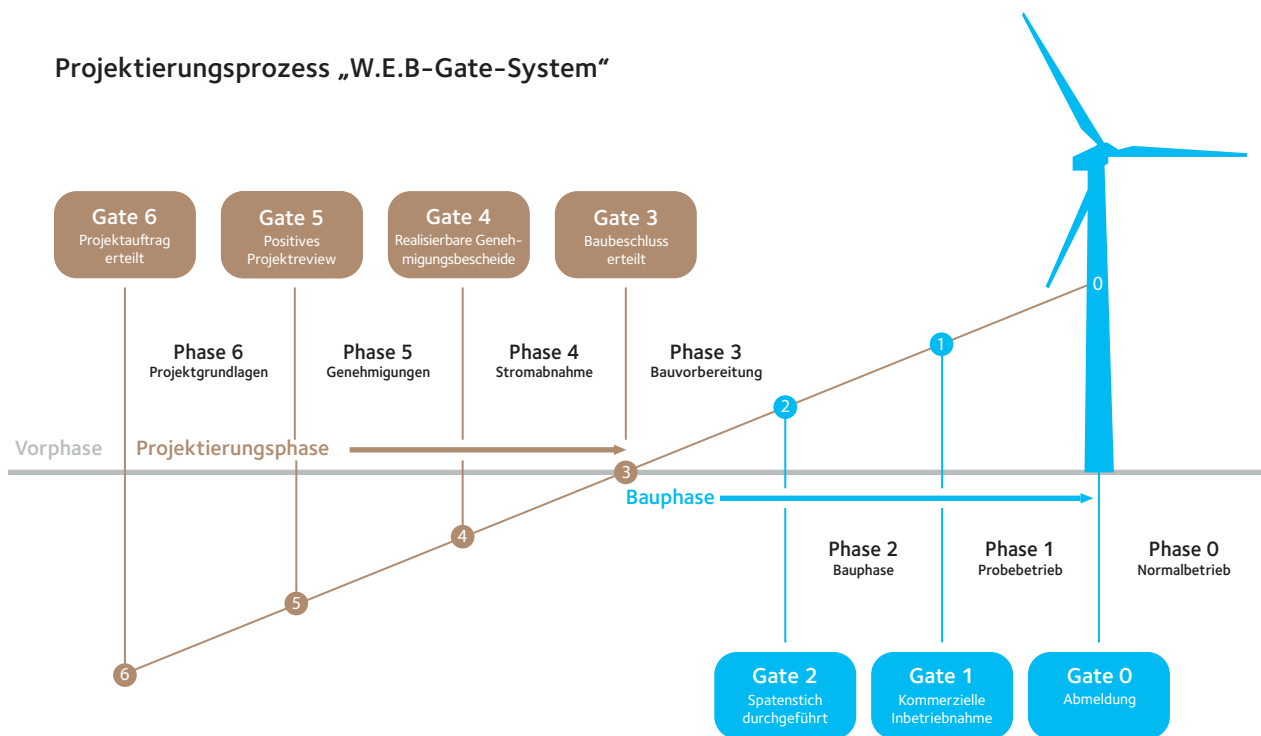 Projektierungsprozess „W.E.B-Gate-System“
Gate 6
Projektauftrag
erteilt
Gate 5
Positives
Projektreview
Gate 4
Realisierbare Geneh-
migungsbescheide
Gate 3
Baubeschluss
erteilt
0
1
2
3
4
5
6
Phase 6
Projektgrundlagen
Phase 5
Genehmigungen
Phase 4
Stromabnahme
Phase 3
Bauvorbereitung
Vorphase
Projektierungsphase
Bauphase
Phase 2
Bauphase
Phase 1
Probebetrieb
Phase 0
Normalbetrieb
Gate 2
Spatenstich
durchgeführt
Gate 1
Kommerzielle
Inbetriebnahme
Gate 0
Abmeldung